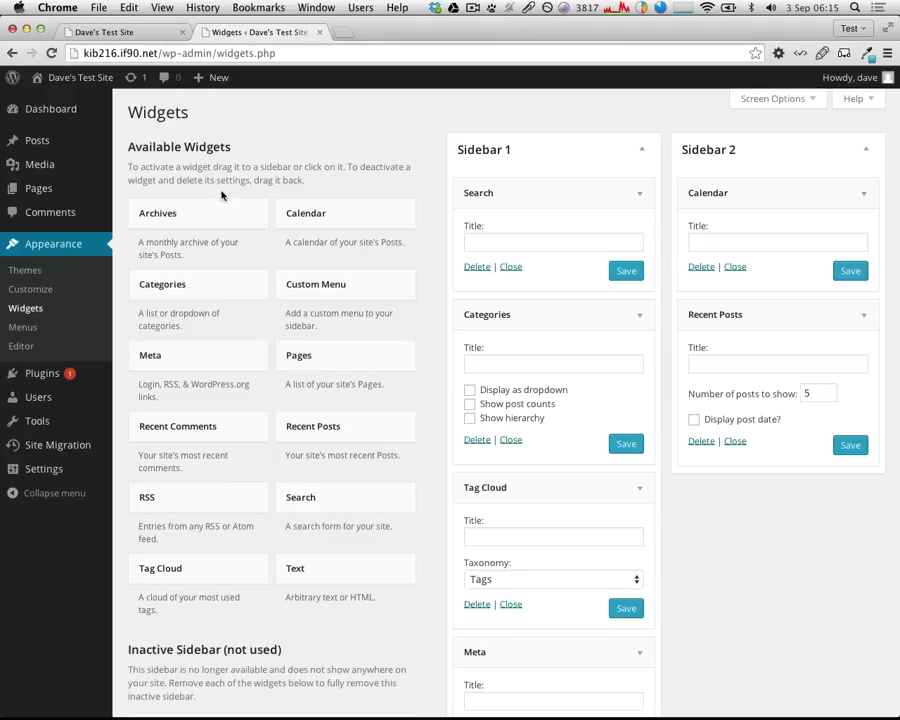 Chrome File Edit View History Bookmarks Window Users Help 3817 3 Sep 06:15
Dave's Test Site
Widgets ‹ Dave's Test Site
Test
kib216.if90.net/wp-admin/widgets.php
Dave's Test Site 1 0 New Howdy, dave
Dashboard
Posts
Media
Pages
Comments
Appearance
Themes
Customize
Widgets
Menus
Editor
Plugins 1
Users
Tools
Site Migration
Settings
Collapse menu
Screen Options
Help
Widgets
Available Widgets
To activate a widget drag it to a sidebar or click on it. To deactivate a
widget and delete its settings, drag it back.
Archives
A monthly archive of your
site's Posts.
Calendar
A calendar of your site's Posts.
Categories
A list or dropdown of
categories.
Custom Menu
Add a custom menu to your
sidebar.
Meta
Login, RSS, & WordPress.org
links.
Pages
A list of your site's Pages.
Recent Comments
Your site's most recent
comments.
Recent Posts
Your site's most recent Posts.
RSS
Entries from any RSS or Atom
feed.
Search
A search form for your site.
Tag Cloud
A cloud of your most used
tags.
Text
Arbitrary text or HTML.
Inactive Sidebar (not used)
This sidebar is no longer available and does not show anywhere on
your site. Remove each of the widgets below to fully remove this
inactive sidebar.
Sidebar 1
Search
Title:
Delete | Close
Save
Categories
Title:
Display as dropdown
Show post counts
Show hierarchy
Delete | Close
Save
Tag Cloud
Title:
Taxonomy:
Tags
Delete | Close
Save
Meta
Title:
Sidebar 2
Calendar
Title:
Delete | Close
Save
Recent Posts
Title:
Number of posts to show: 5
Display post date?
Delete | Close
Save